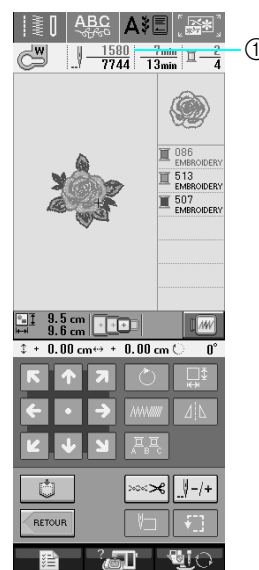 ABC A
W 1580 7min 2 1
7744 13min 4
086
EMBROIDERY
513
EMBROIDERY
507
EMBROIDERY
9.5 cm
9.6 cm
+ 0.00 cm + 0.00 cm 0°
A B C
-/+
RETOUR
?